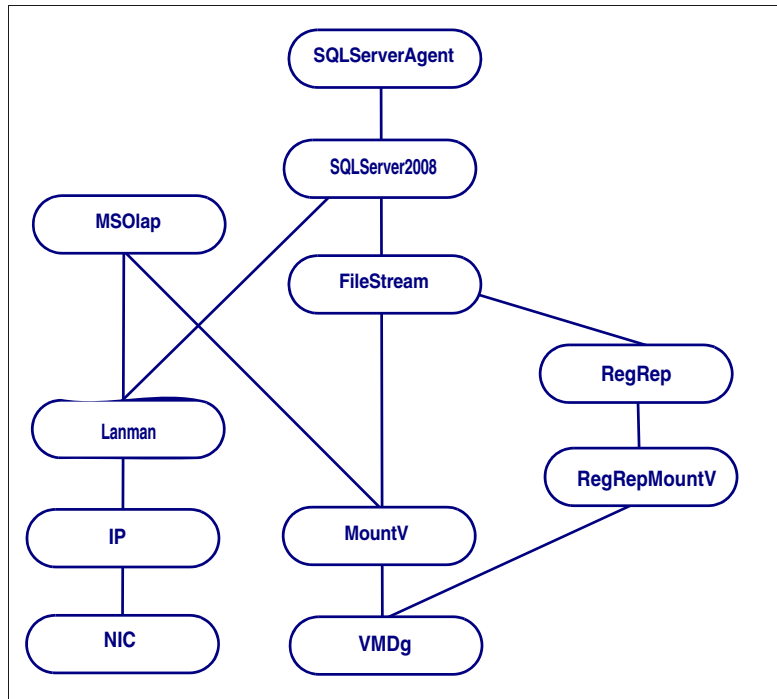 SQLServerAgent
SQLServer2008
MSOlap
FileStream
RegRep
Lanman
RegRepMountV
IP
MountV
NIC
VMDg